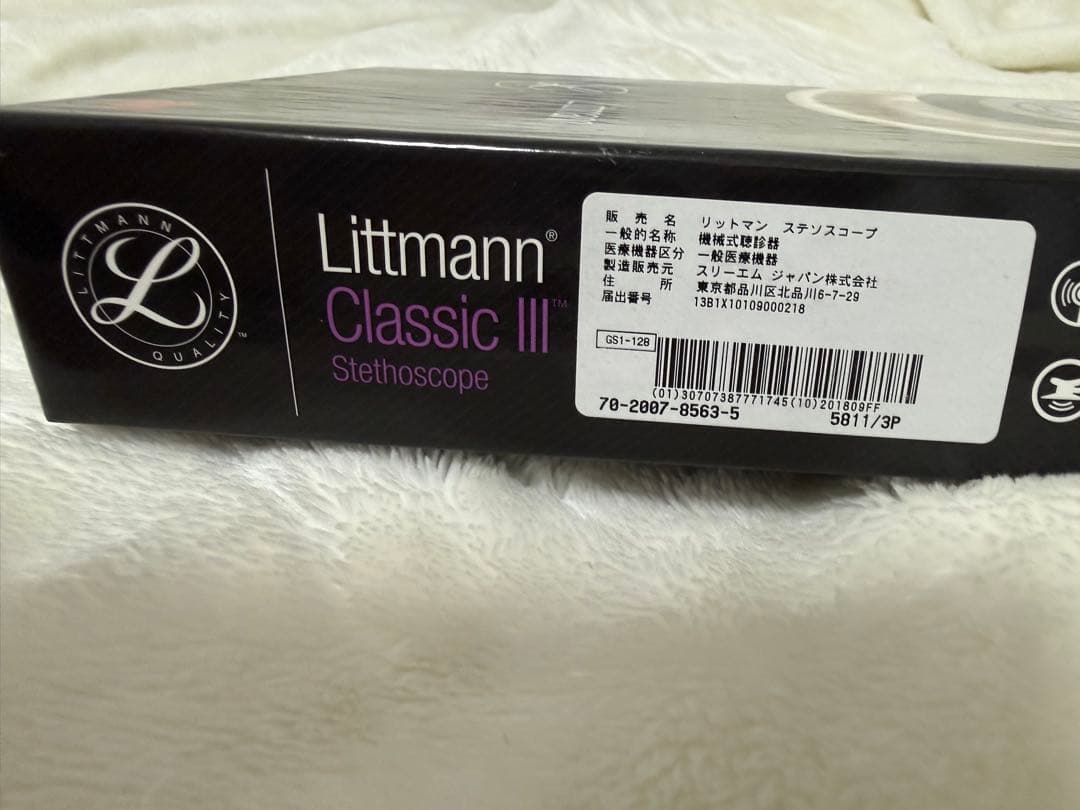 LITTMANN
QUALITY™
Littmann®
Classic III™
Stethoscope
販売名 リットマン ステソスコープ
一般的名称 機械式聴診器
医療機器区分 一般医療機器
製造販売元 スリーエム ジャパン株式会社
住所 東京都品川区北品川6-7-29
届出番号 13B1X10109000218
GS1-128
(01)30707387771745(10)201809FF
70-2007-8563-5 5811/3P